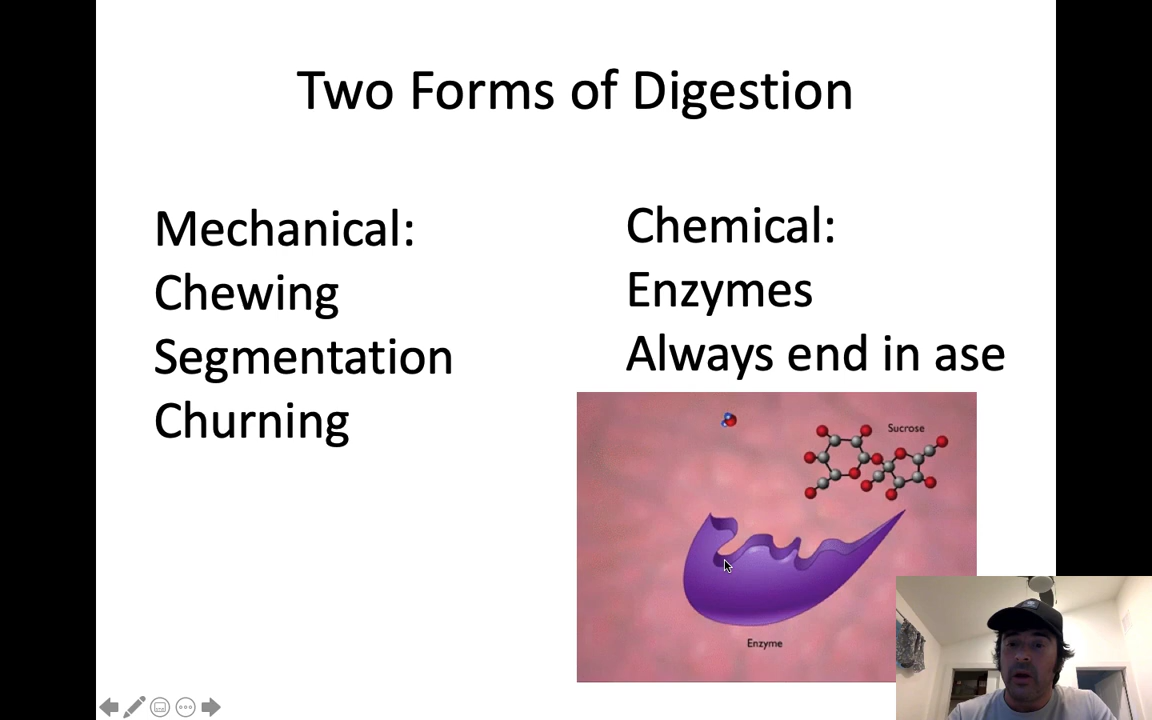 Two Forms of Digestion
Mechanical:
Chewing
Segmentation
Churning
Chemical:
Enzymes
Always end in ase
Sucrose
Enzyme